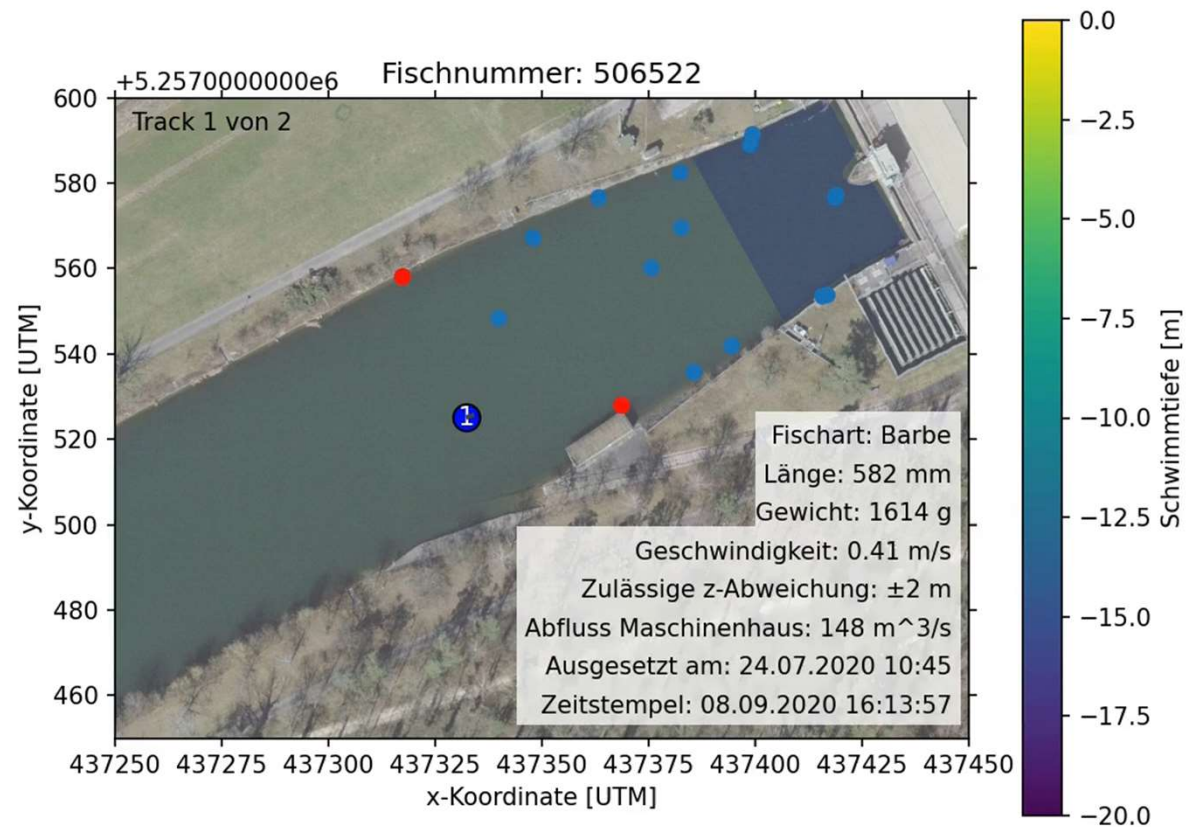 +5.2570000000e6
Fischnummer: 506522
Track 1 von 2
600
580
560
540
520
500
480
460
y-Koordinate [UTM]
1
Fischart: Barbe
Länge: 582 mm
Gewicht: 1614 g
Geschwindigkeit: 0.41 m/s
Zulässige z-Abweichung: ±2 m
Abfluss Maschinenhaus: 148 m^3/s
Ausgesetzt am: 24.07.2020 10:45
Zeitstempel: 08.09.2020 16:13:57
437250 437275 437300 437325 437350 437375 437400 437425 437450
x-Koordinate [UTM]
0.0
−2.5
−5.0
−7.5
−10.0
−12.5
−15.0
−17.5
−20.0
Schwimmtiefe [m]